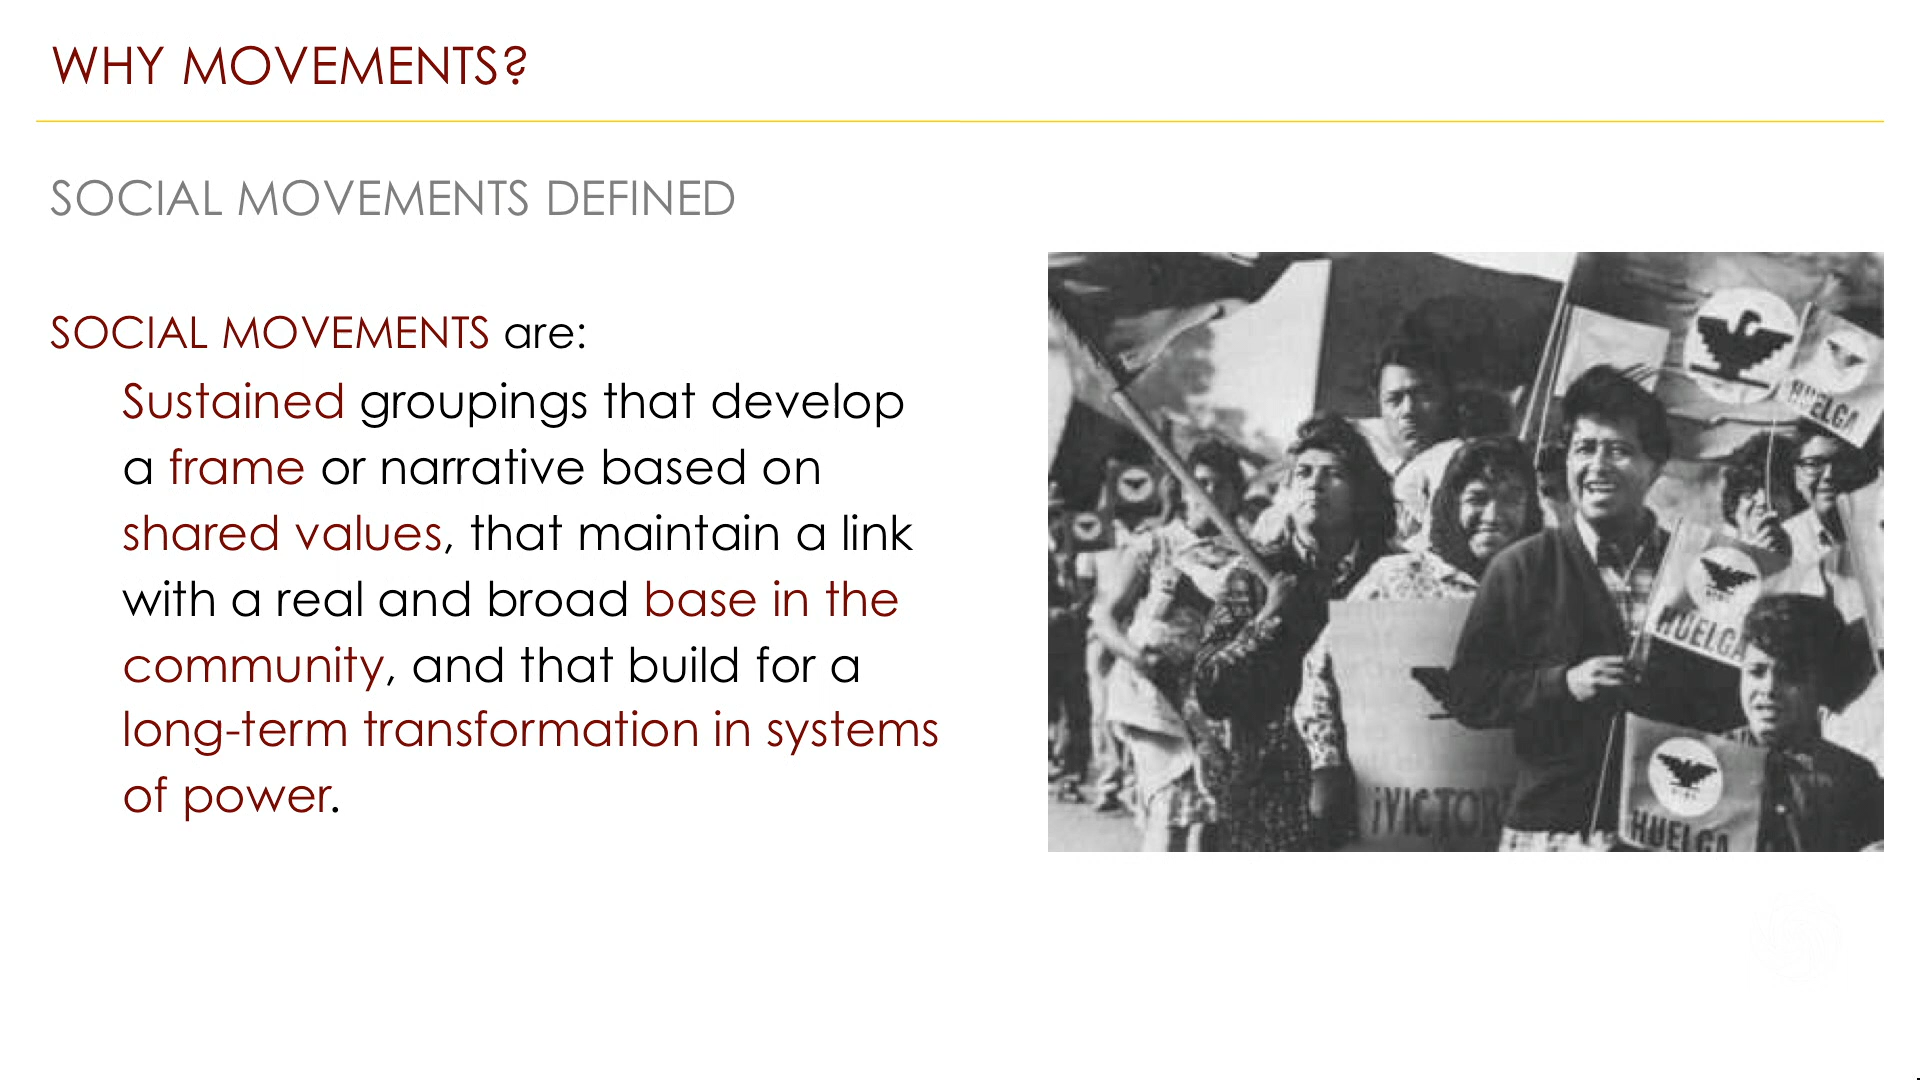 WHY MOVEMENTS?
SOCIAL MOVEMENTS DEFINED
SOCIAL MOVEMENTS are:
Sustained groupings that develop
a frame or narrative based on
shared values, that maintain a link
with a real and broad base in the
community, and that build for a
long-term transformation in systems
of power.
HUELGA
HUELGA
¡VICTOR
HUELGA